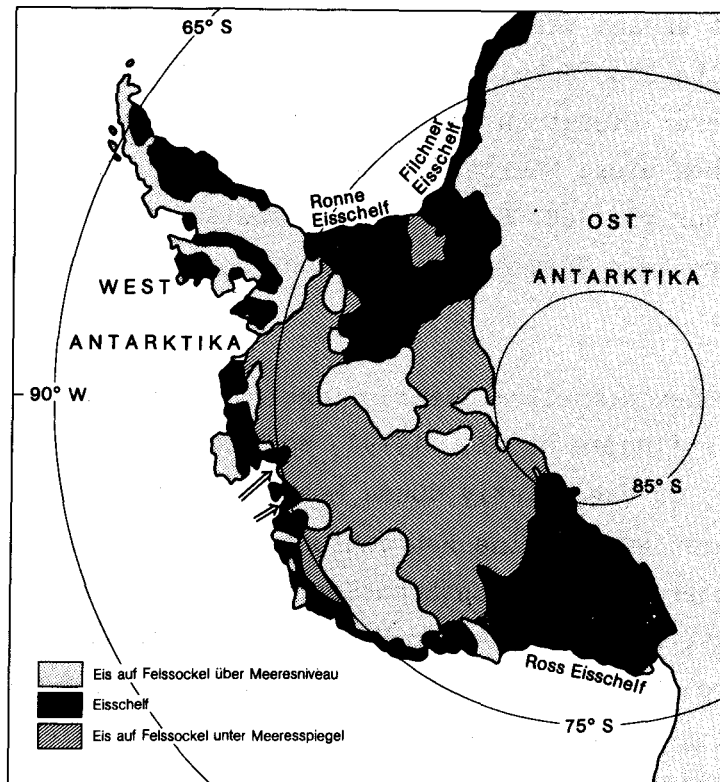 65° S
Filchner
Eisschelf
Ronne
Eisschelf
OST
ANTARKTIKA
WEST
ANTARKTIKA
90° W
85° S
Eis auf Felssockel über Meeresniveau
Eisschelf
Eis auf Felssockel unter Meeresspiegel
Ross Eisschelf
75° S